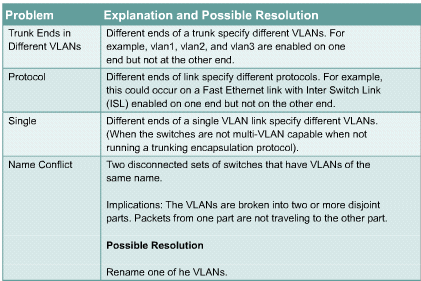 Problem Explanation and Possible Resolution
Trunk Ends in Different ends of a trunk specify different VLANs. For
Different VLANs example, vlan1, vlan2, and vlan3 are enabled on one
end but not at the other end.
Protocol Different ends of link specify different protocols. For example,
this could occur on a Fast Ethernet link with Inter Switch Link
(ISL) enabled on one end but not on the other end.
Single Different ends of a single VLAN link specify different VLANs.
(When the switches are not multi-VLAN capable when not
running a trunking encapsulation protocol).
Name Conflict Two disconnected sets of switches that have VLANs of the
same name.
Implications: The VLANs are broken into two or more disjoint
parts. Packets from one part are not traveling to the other part.
Possible Resolution
Rename one of he VLANs.